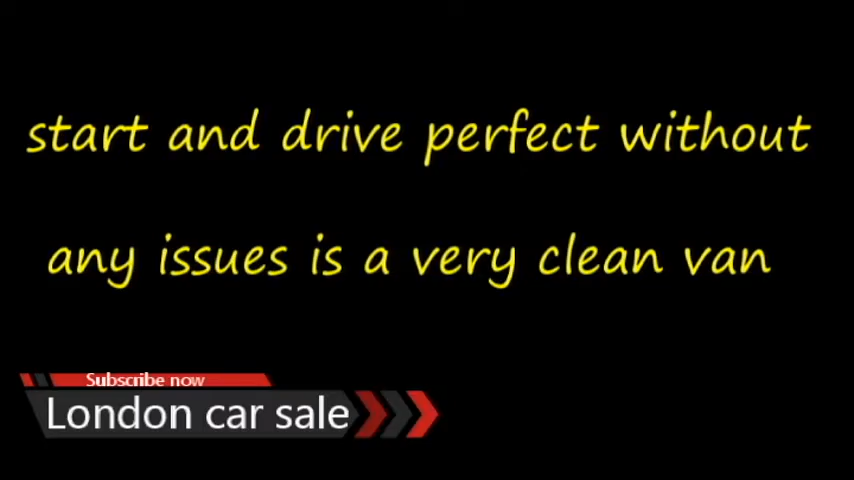 start and drive perfect without
any issues is a very clean van
Subscribe now
London car sale